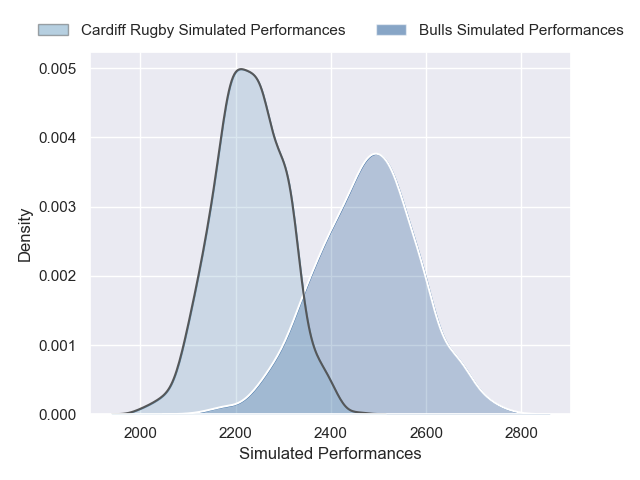 Cardiff Rugby Simulated Performances
Bulls Simulated Performances
0.005
0.004
0.003
0.002
0.001
0.000
Density
2000
2200
2400
2600
2800
Simulated Performances